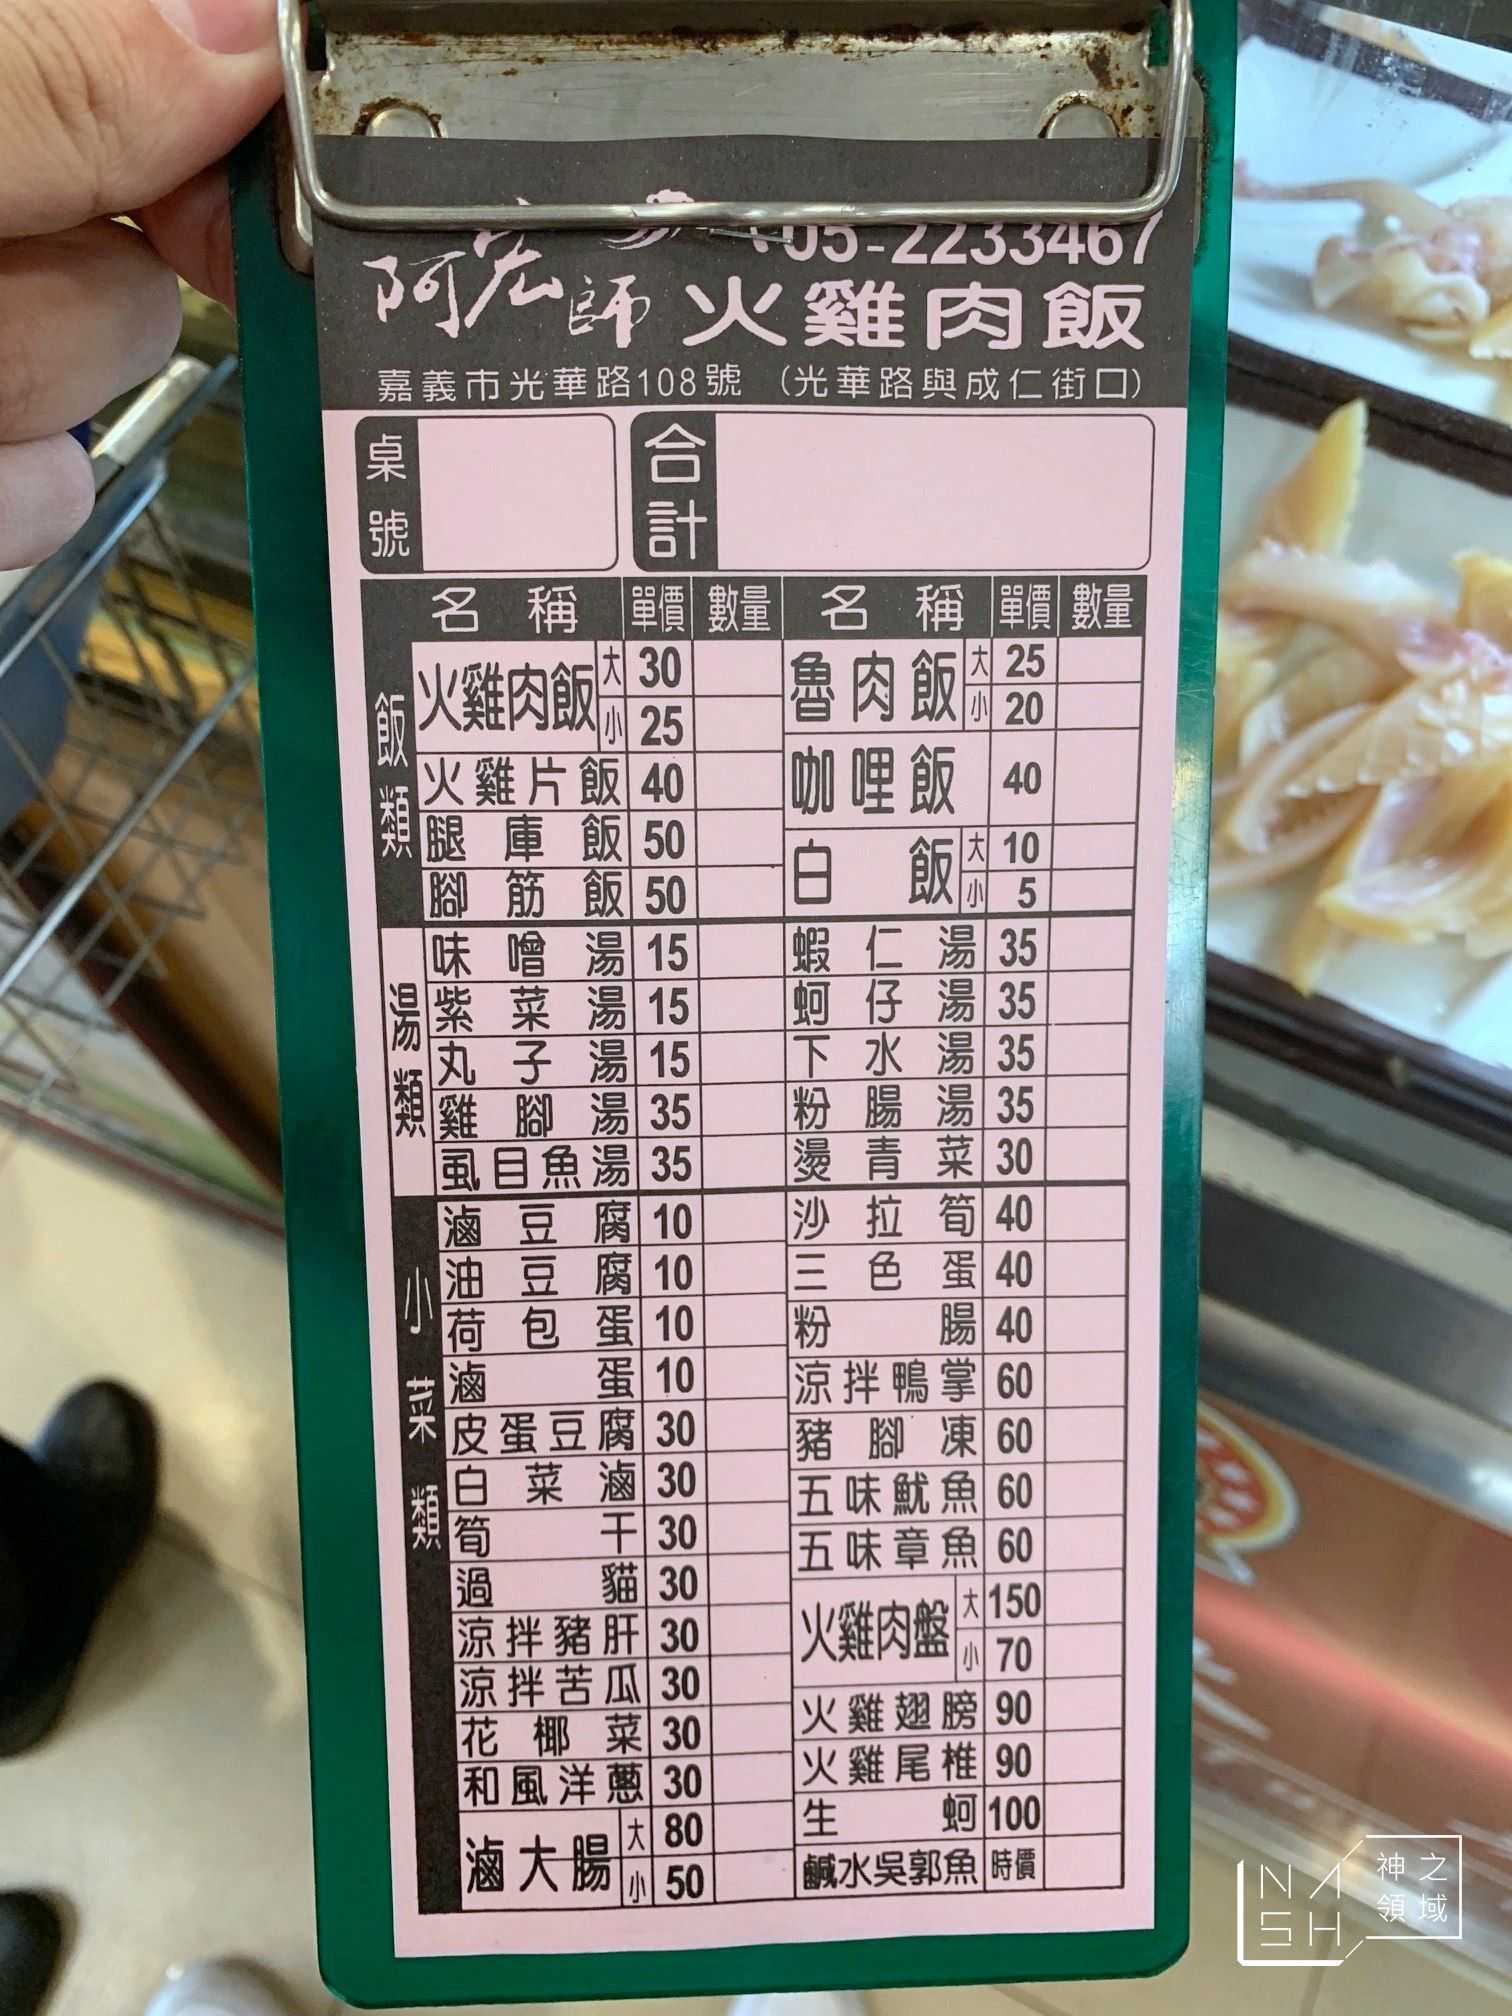 05-2233467
阿宏師 火雞肉飯
嘉義市光華路108號 (光華路與成仁街口)
桌號 合計
名稱 單價 數量 名稱 單價 數量
飯類
火雞肉飯 大 30
小 25
火雞片飯 40
腿庫飯 50
腳筋飯 50
魯肉飯 大 25
小 20
咖哩飯 40
白飯 大 10
小 5
湯類
味噌湯 15
紫菜湯 15
丸子湯 15
雞腳湯 35
虱目魚湯 35
蝦仁湯 35
蚵仔湯 35
下水湯 35
粉腸湯 35
燙青菜 30
小菜類
滷豆腐 10
油豆腐 10
荷包蛋 10
滷蛋 10
皮蛋豆腐 30
白菜滷 30
筍干 30
過貓 30
涼拌豬肝 30
涼拌苦瓜 30
花椰菜 30
和風洋蔥 30
滷大腸 大 80
小 50
沙拉筍 40
三色蛋 40
粉腸 40
涼拌鴨掌 60
豬腳凍 60
五味魷魚 60
五味章魚 60
火雞肉盤 大 150
小 70
火雞翅膀 90
火雞尾椎 90
生蚵 100
鹹水吳郭魚 時價
NASH 神之領域